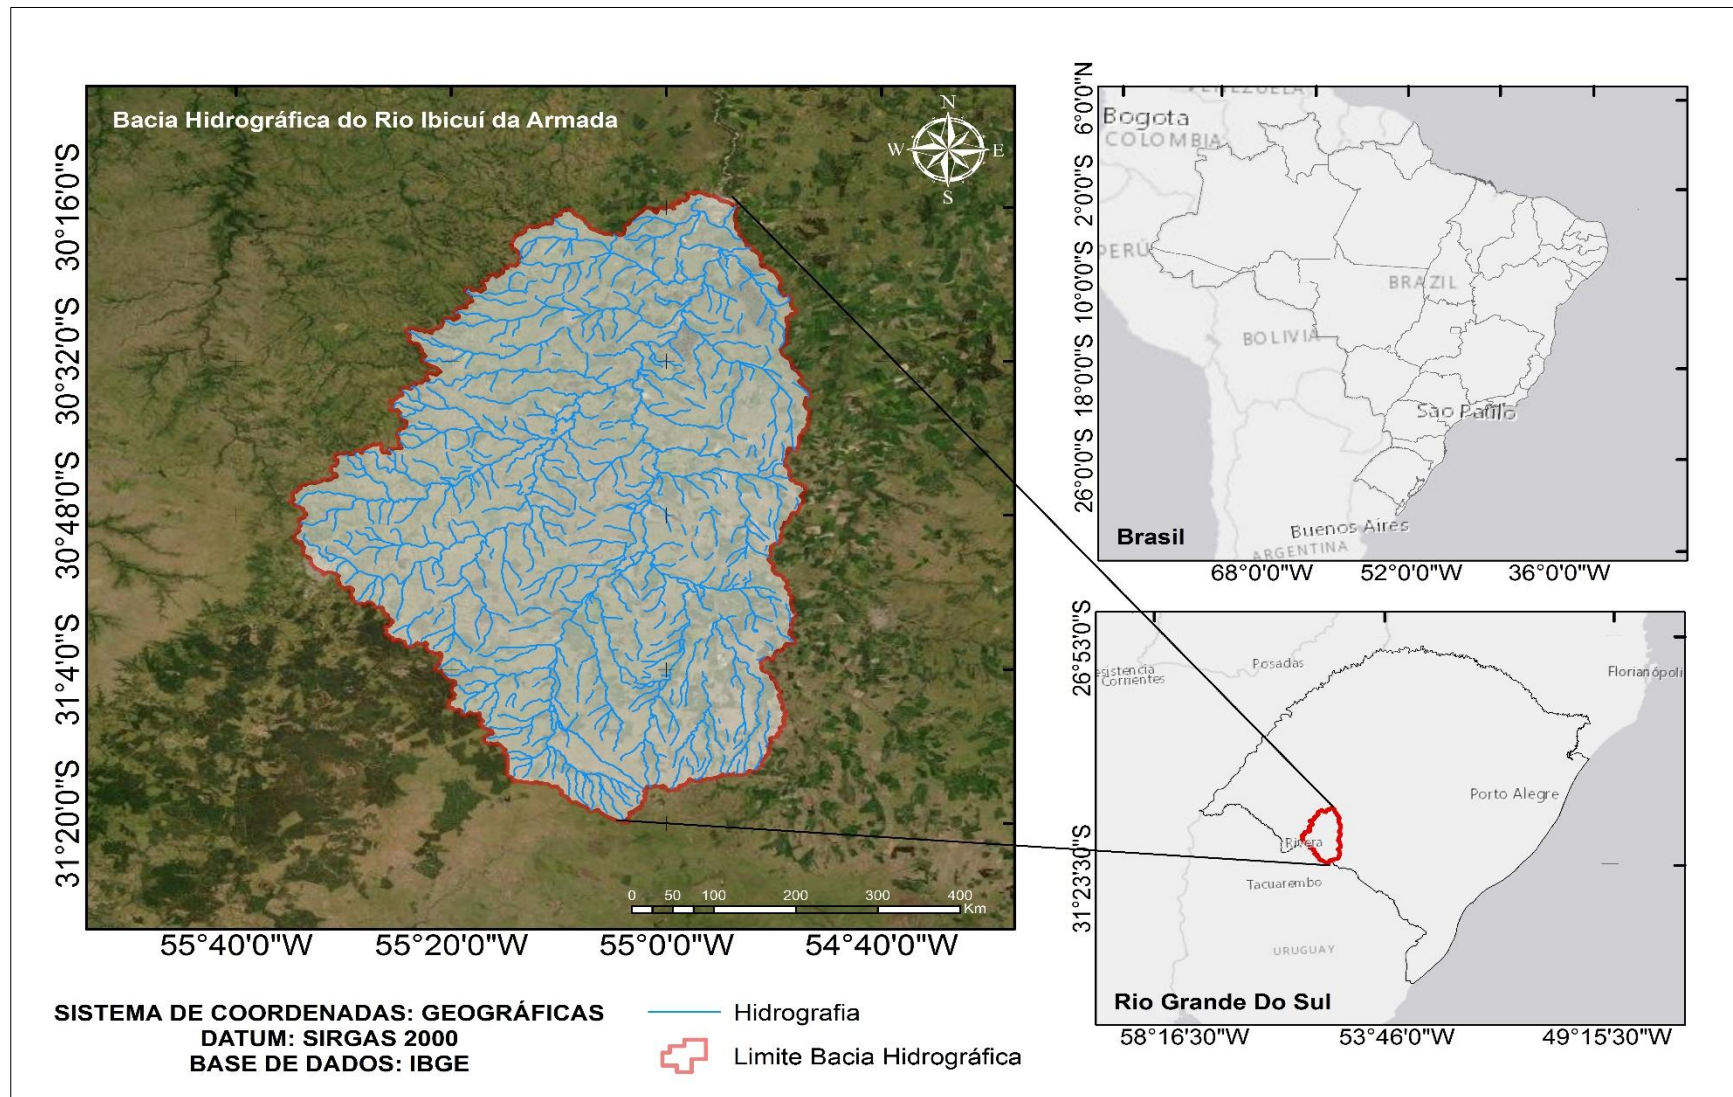 Bacia Hidrográfica do Rio Ibicuí da Armada
N
W
E
S
30°16'0"S
30°32'0"S
30°48'0"S
31°4'0"S
31°20'0"S
0 50 100 200 300 400
Km
55°40'0"W 55°20'0"W 55°0'0"W 54°40'0"W
SISTEMA DE COORDENADAS: GEOGRÁFICAS
DATUM: SIRGAS 2000
BASE DE DADOS: IBGE
Hidrografia
Limite Bacia Hidrográfica
6°0'0"N
2°0'0"S
10°0'0"S
18°0'0"S
26°0'0"S
VENEZUELA
Bogota
COLOMBIA
PERÚ
BRAZIL
BOLIVIA
São Paulo
Buenos Aires
ARGENTINA
Brasil
68°0'0"W 52°0'0"W 36°0'0"W
26°53'0"S
31°23'30"S
Posadas
esistencia
Corrientes
Florianópoli
Porto Alegre
Rivera
Tacuarembo
URUGUAY
Rio Grande Do Sul
58°16'30"W 53°46'0"W 49°15'30"W